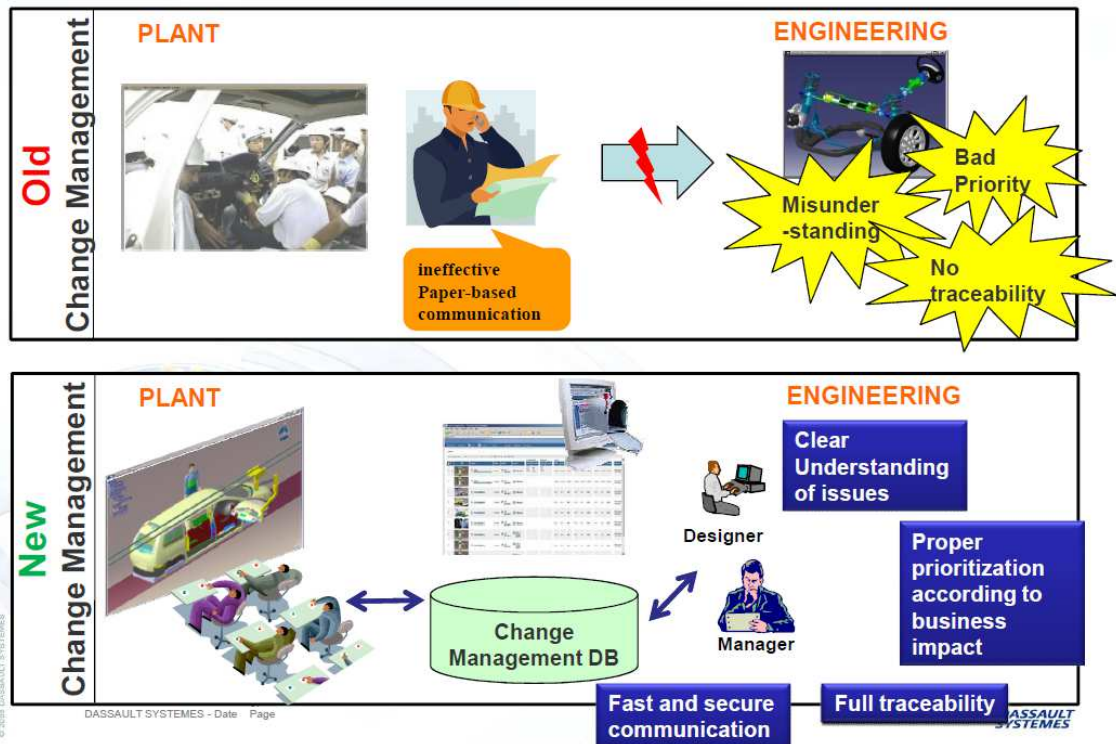 Old
Change Management
PLANT
ENGINEERING
ineffective
Paper-based
communication
Misunder
-standing
Bad
Priority
No
traceability
New
Change Management
PLANT
ENGINEERING
Designer
Manager
Change
Management DB
Clear
Understanding
of issues
Proper
prioritization
according to
business
impact
Fast and secure
communication
Full traceability
DASSAULT SYSTEMES - Date Page
DASSAULT
SYSTEMES